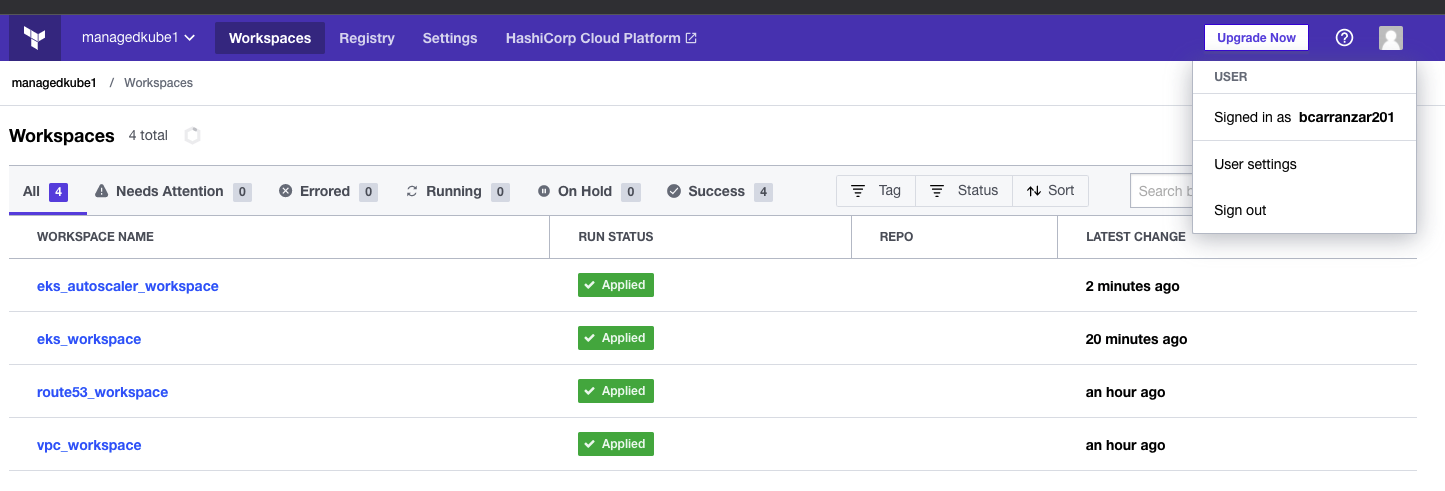 managedkube1 Workspaces Registry Settings HashiCorp Cloud Platform Upgrade Now
managedkube1 / Workspaces
USER
Signed in as bcarranzar201
User settings
Sign out
Workspaces 4 total
All 4 Needs Attention 0 Errored 0 Running 0 On Hold 0 Success 4 Tag Status Sort Search b
WORKSPACE NAME RUN STATUS REPO LATEST CHANGE
eks_autoscaler_workspace Applied 2 minutes ago
eks_workspace Applied 20 minutes ago
route53_workspace Applied an hour ago
vpc_workspace Applied an hour ago